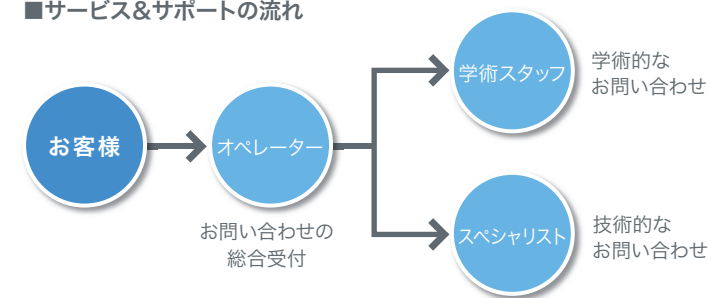 ■サービス&サポートの流れ
お客様
オペレーター
お問い合わせの
総合受付
学術スタッフ
学術的な
お問い合わせ
スペシャリスト
技術的な
お問い合わせ